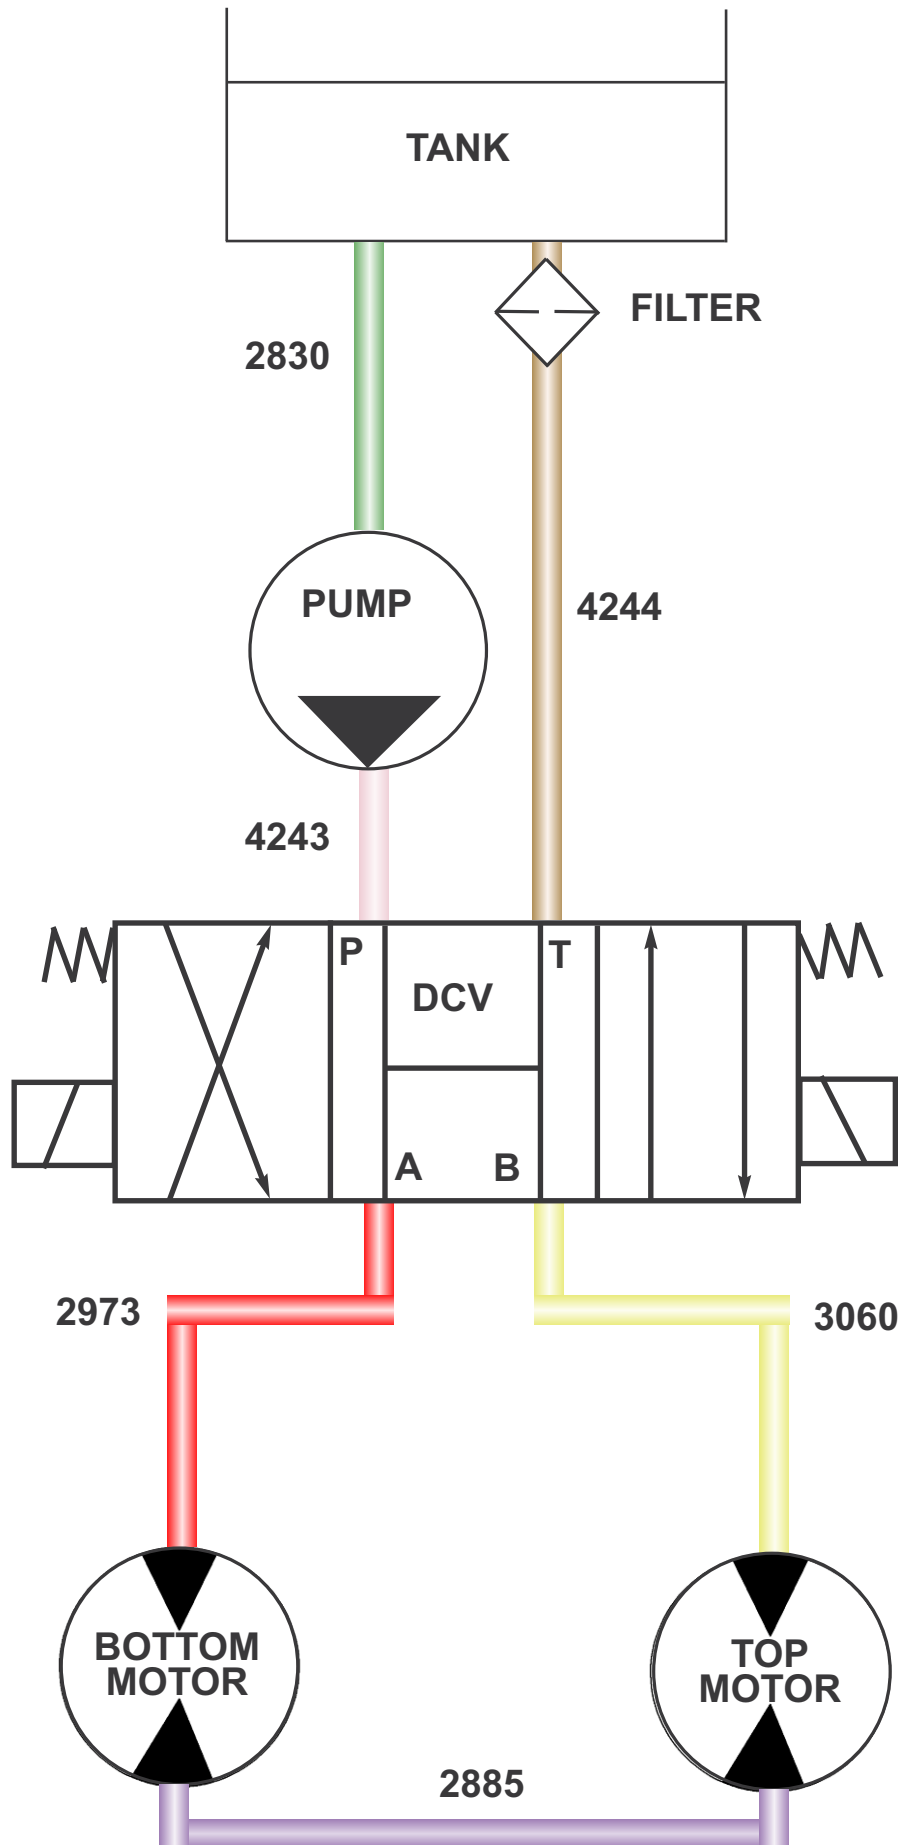 TANK
FILTER
2830
PUMP
4244
4243
P
T
DCV
A
B
2973
3060
BOTTOM
MOTOR
TOP
MOTOR
2885